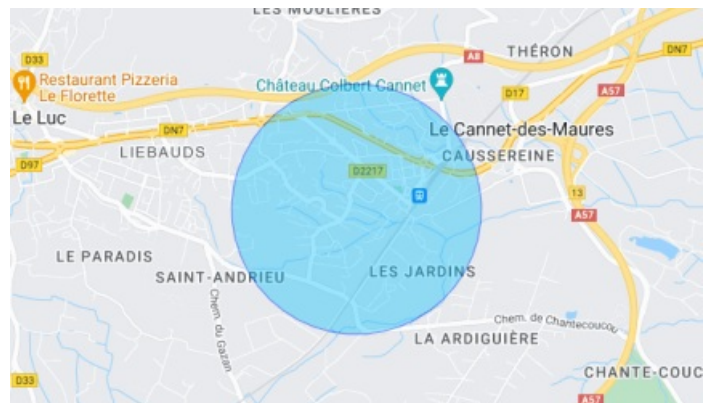 LES MOULIÈRES
D33
A8
THÉRON
DN7
Restaurant Pizzeria
Le Florette
Château Colbert Cannet
D17
A57
Le Luc
DN7
Le Cannet-des-Maures
LIEBAUDS
CAUSSEREINE
D97
D2217
13
A57
LE PARADIS
SAINT-ANDRIEU
LES JARDINS
Chem. du Gazan
Chem. de Chantecoucou
LA ARDIGUIÈRE
D33
CHANTE-COUC
A57